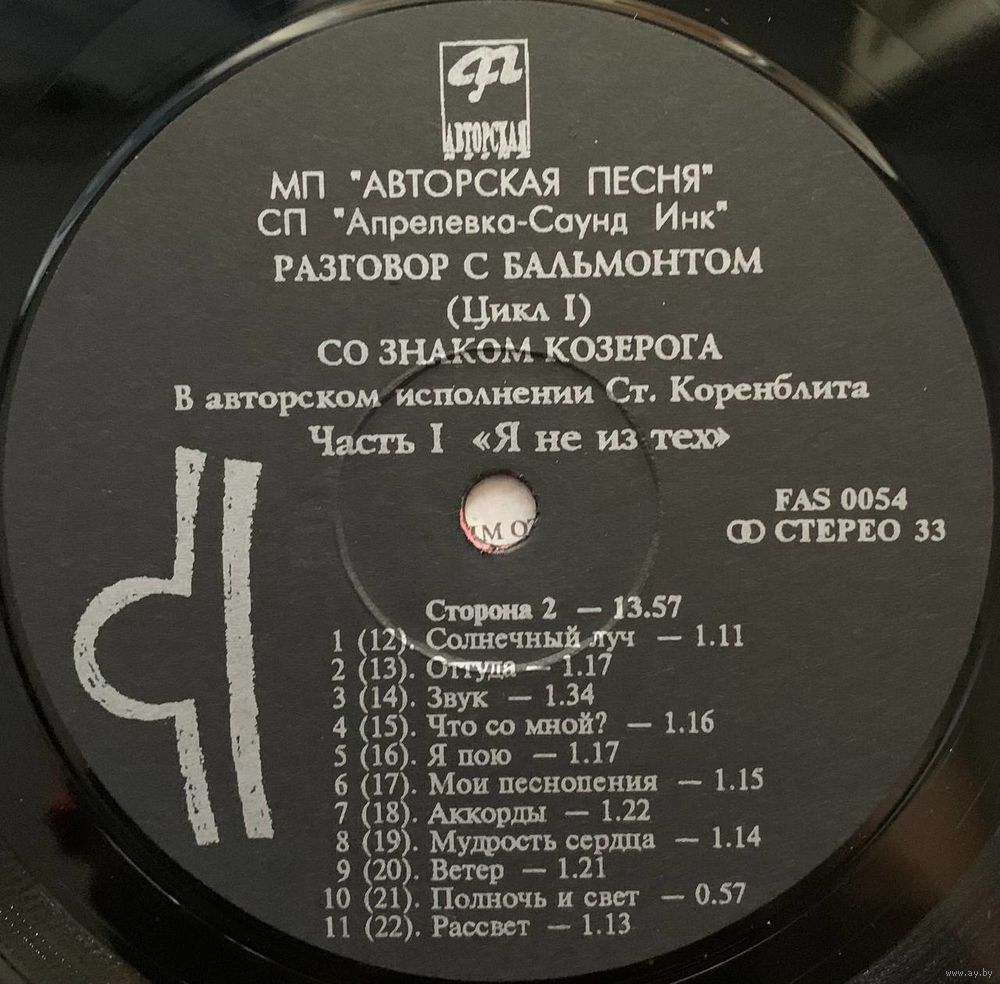 АВТОРСКАЯ
МП "АВТОРСКАЯ ПЕСНЯ"
СП "Апрелевка-Саунд Инк"
РАЗГОВОР С БАЛЬМОНТОМ
(Цикл I)
СО ЗНАКОМ КОЗЕРОГА
В авторском исполнении Ст. Коренблита
Часть I «Я не из тех»
FAS 0054
СТЕРЕО 33
Сторона 2 — 13.57
1 (12). Солнечный луч — 1.11
2 (13). Оттуда — 1.17
3 (14). Звук — 1.34
4 (15). Что со мной? — 1.16
5 (16). Я пою — 1.17
6 (17). Мои песнопения — 1.15
7 (18). Аккорды — 1.22
8 (19). Мудрость сердца — 1.14
9 (20). Ветер — 1.21
10 (21). Полночь и свет — 0.57
11 (22). Рассвет — 1.13
www.ay.by